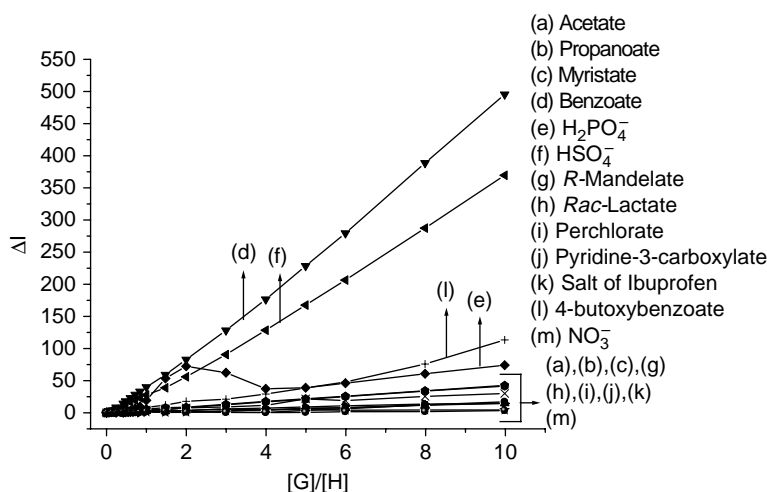 (a) Acetate
(b) Propanoate
(c) Myristate
(d) Benzoate
(e) H₂PO₄⁻
(f) HSO₄⁻
(g) R-Mandelate
(h) Rac-Lactate
(i) Perchlorate
(j) Pyridine-3-carboxylate
(k) Salt of Ibuprofen
(l) 4-butoxybenzoate
(m) NO₃⁻
550
500
450
400
350
300
250
200
150
100
50
0
ΔI
(d) (f)
(l) (e)
(a),(b),(c),(g)
(h),(i),(j),(k)
(m)
0 2 4 6 8 10
[G]/[H]